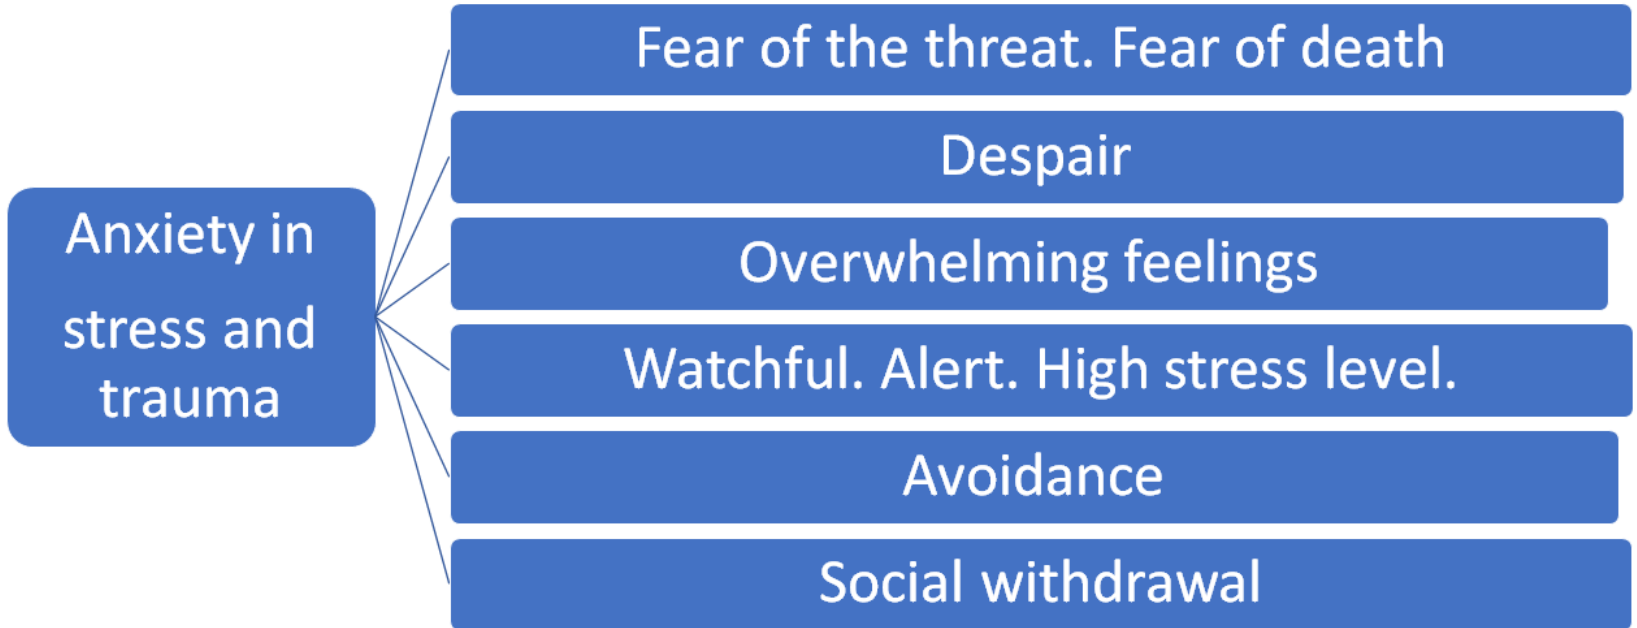 Anxiety in
stress and
trauma
Fear of the threat. Fear of death
Despair
Overwhelming feelings
Watchful. Alert. High stress level.
Avoidance
Social withdrawal